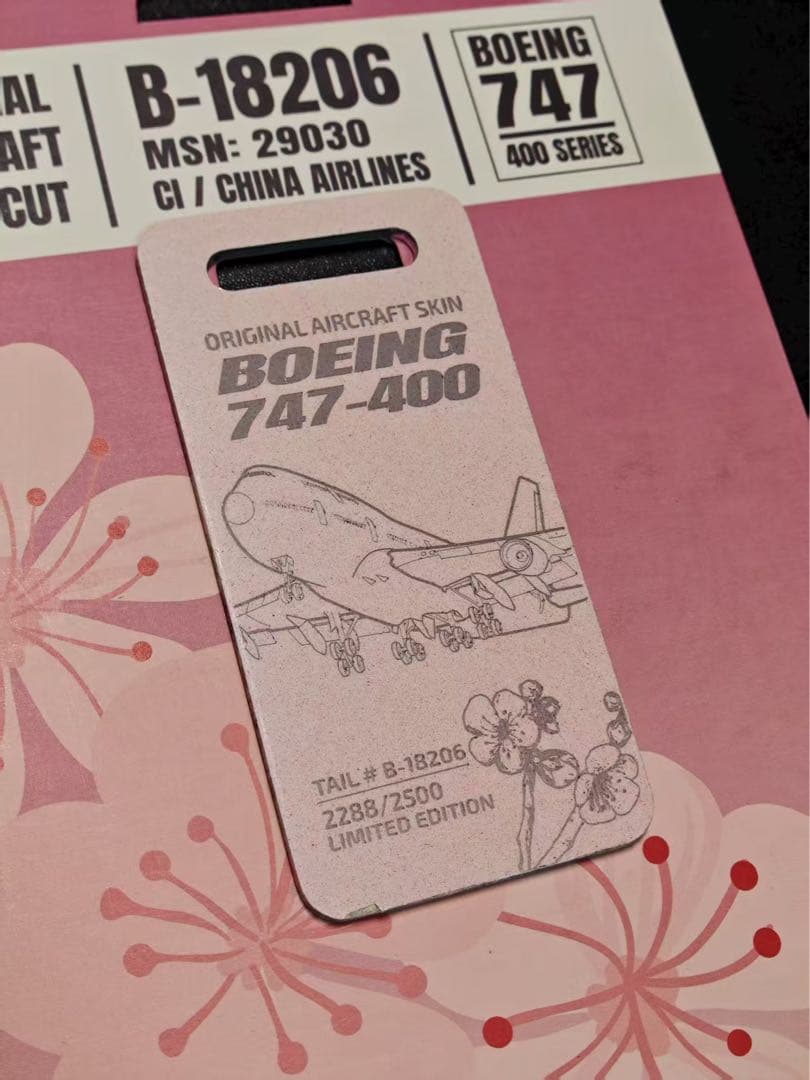 AL
AFT
CUT
B-18206
MSN: 29030
CI / CHINA AIRLINES
BOEING
747
400 SERIES
ORIGINAL AIRCRAFT SKIN
BOEING
747-400
TAIL# B-18206
2288/2500
LIMITED EDITION